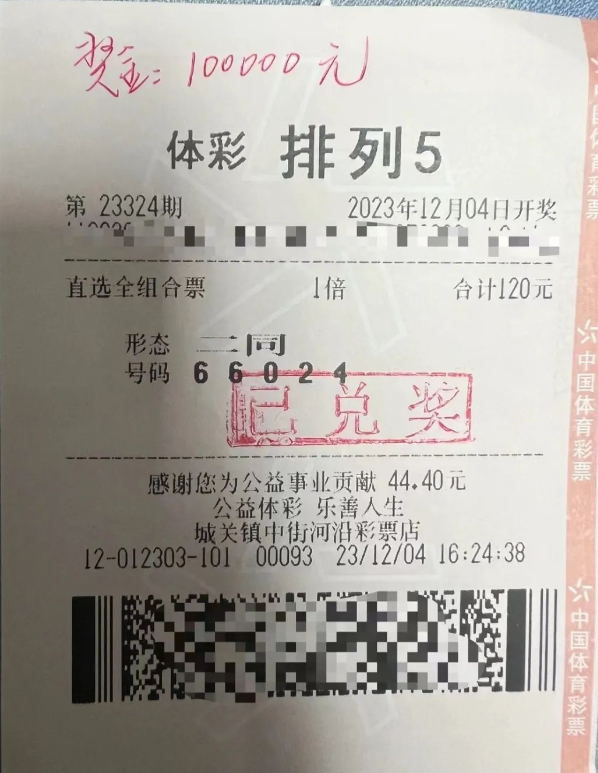 奖金：100000元
体彩 排列5
第 23324期 2023年12月04日开奖
直选全组合票 1倍 合计120元
形态 二同
号码 6 6 0 2 4
已兑奖
感谢您为公益事业贡献 44.40元
公益体彩 乐善人生
城关镇中街河沿彩票店
12-012303-101 00093 23/12/04 16:24:38
中国体育彩票
中国体育彩票
中国体育彩票